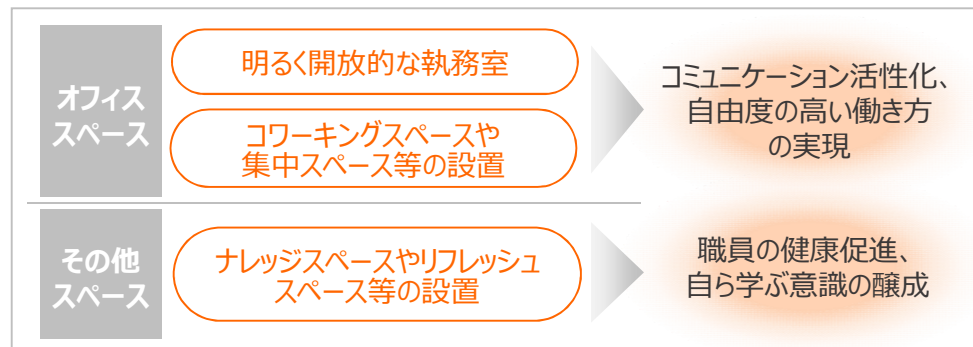 オフィス
スペース
明るく開放的な執務室
コワーキングスペースや
集中スペース等の設置
コミュニケーション活性化、
自由度の高い働き方
の実現
その他
スペース
ナレッジスペースやリフレッシュ
スペース等の設置
職員の健康促進、
自ら学ぶ意識の醸成